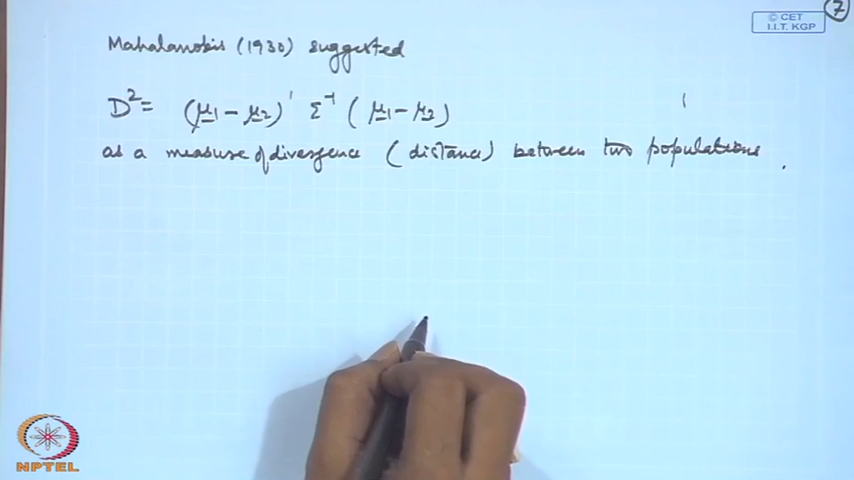 7
© CET
I.I.T. KGP
Mahalanobis (1930) suggested
D² = (μ1 - μ2)' Σ⁻¹ (μ1 - μ2)
as a measure of divergence (distance) between two populations.
NPTEL